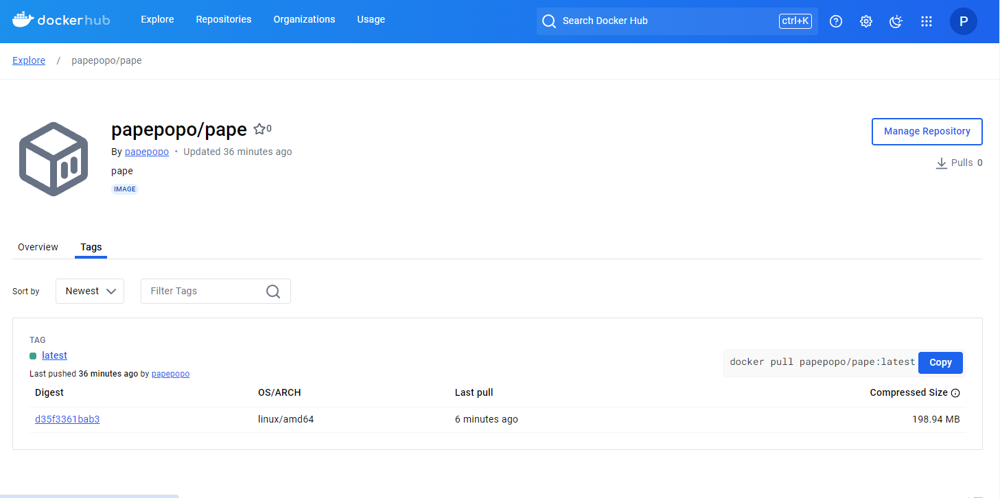 dockerhub Explore Repositories Organizations Usage Search Docker Hub ctrl+K P
Explore / papepopo/pape
papepopo/pape 0
Manage Repository
By papepopo • Updated 36 minutes ago
Pulls 0
pape
IMAGE
Overview Tags
Sort by Newest Filter Tags
TAG
latest
docker pull papepopo/pape:latest Copy
Last pushed 36 minutes ago by papepopo
Digest OS/ARCH Last pull Compressed Size
d35f3361bab3 linux/amd64 6 minutes ago 198.94 MB